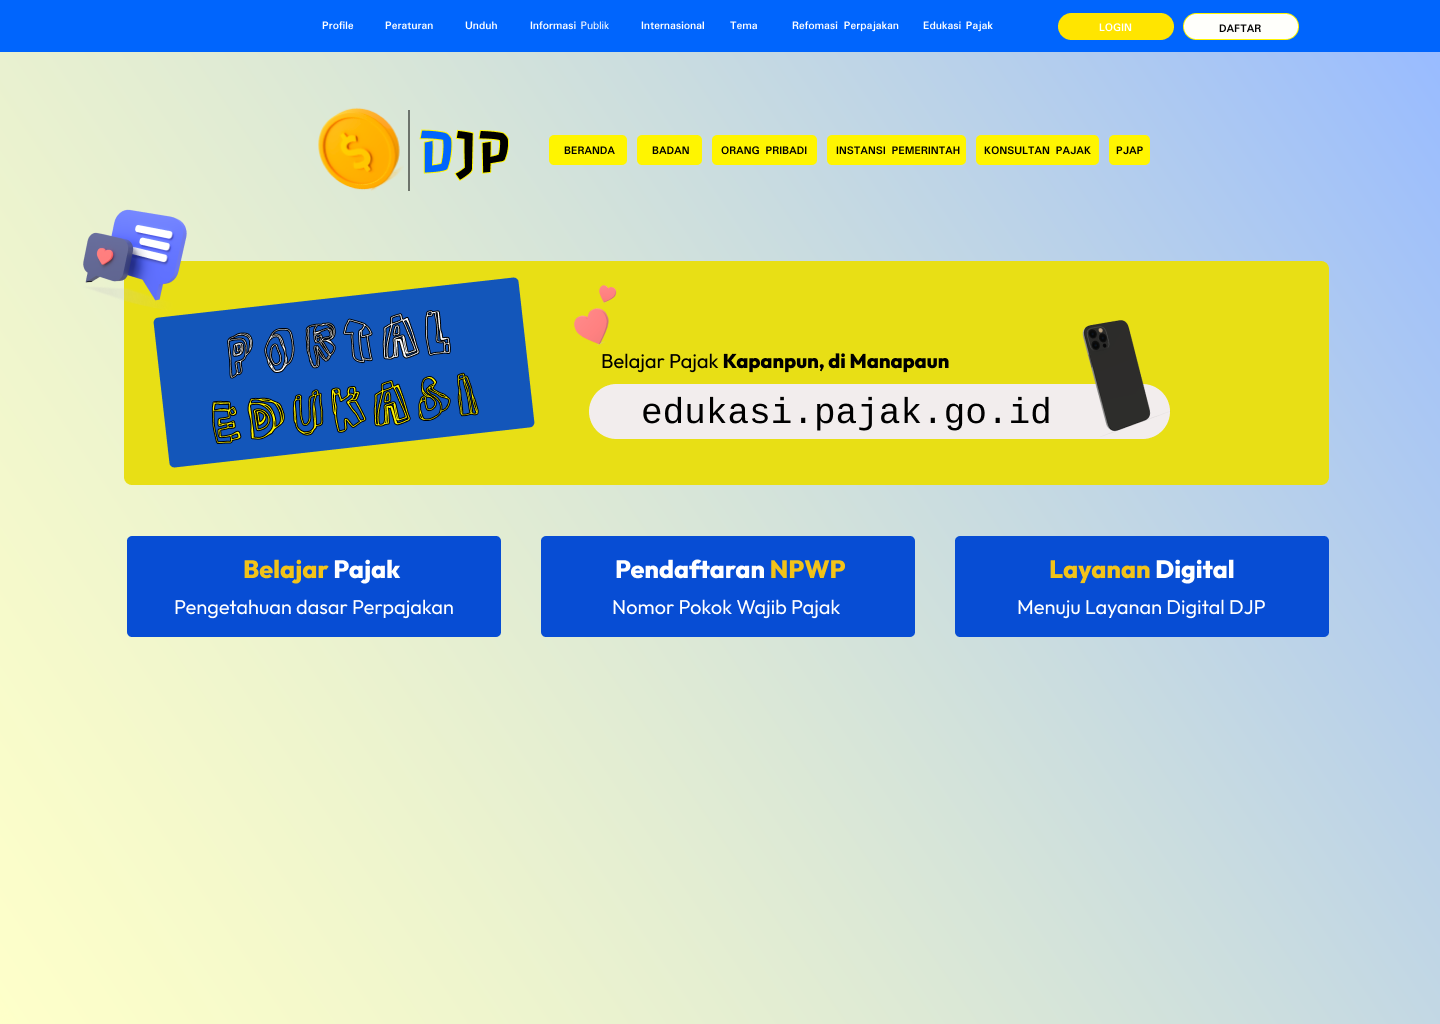 Profile Peraturan Unduh Informasi Publik Internasional Tema Refomasi Perpajakan Edukasi Pajak LOGIN DAFTAR
DJP BERANDA BADAN ORANG PRIBADI INSTANSI PEMERINTAH KONSULTAN PAJAK PJAP
PORTAL
EDUKASI
Belajar Pajak Kapanpun, di Manapaun
edukasi.pajak.go.id
Belajar Pajak
Pengetahuan dasar Perpajakan
Pendaftaran NPWP
Nomor Pokok Wajib Pajak
Layanan Digital
Menuju Layanan Digital DJP